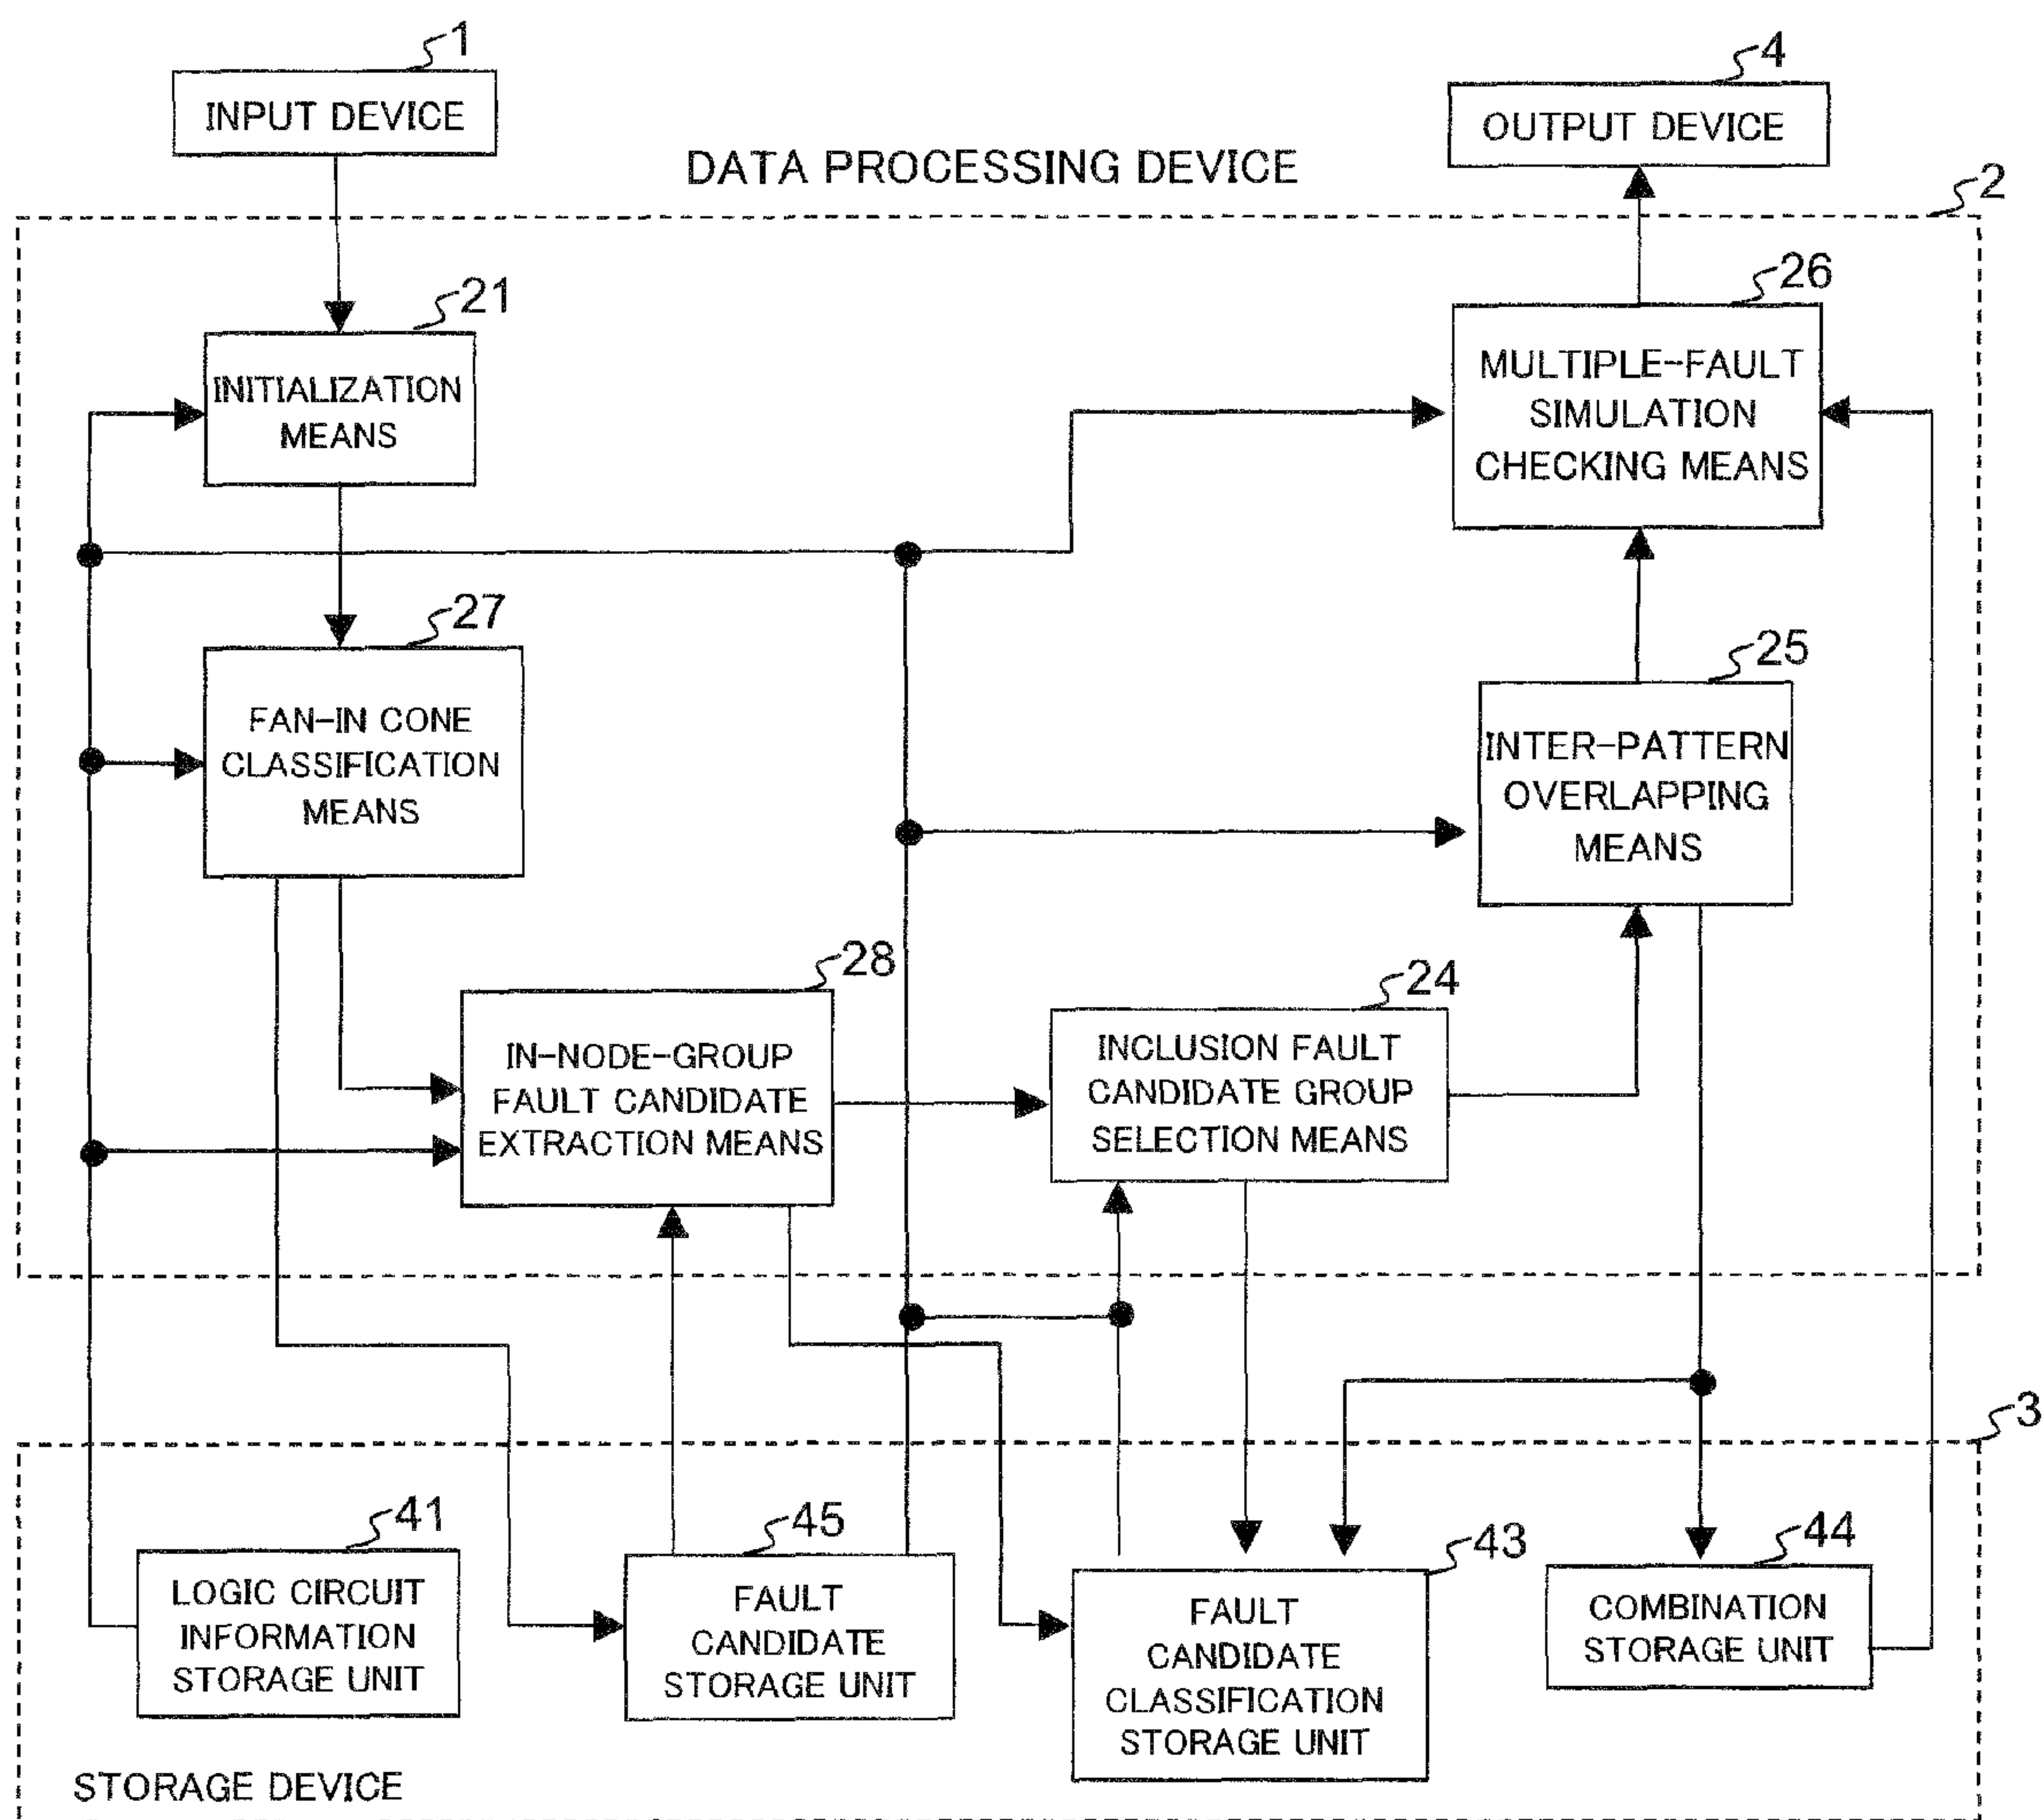 1
INPUT DEVICE
4
OUTPUT DEVICE
DATA PROCESSING DEVICE
2
21
INITIALIZATION
MEANS
26
MULTIPLE-FAULT
SIMULATION
CHECKING MEANS
27
FAN-IN CONE
CLASSIFICATION
MEANS
25
INTER-PATTERN
OVERLAPPING
MEANS
28
IN-NODE-GROUP
FAULT CANDIDATE
EXTRACTION MEANS
24
INCLUSION FAULT
CANDIDATE GROUP
SELECTION MEANS
3
41
LOGIC CIRCUIT
INFORMATION
STORAGE UNIT
45
FAULT
CANDIDATE
STORAGE UNIT
43
FAULT
CANDIDATE
CLASSIFICATION
STORAGE UNIT
44
COMBINATION
STORAGE UNIT
STORAGE DEVICE